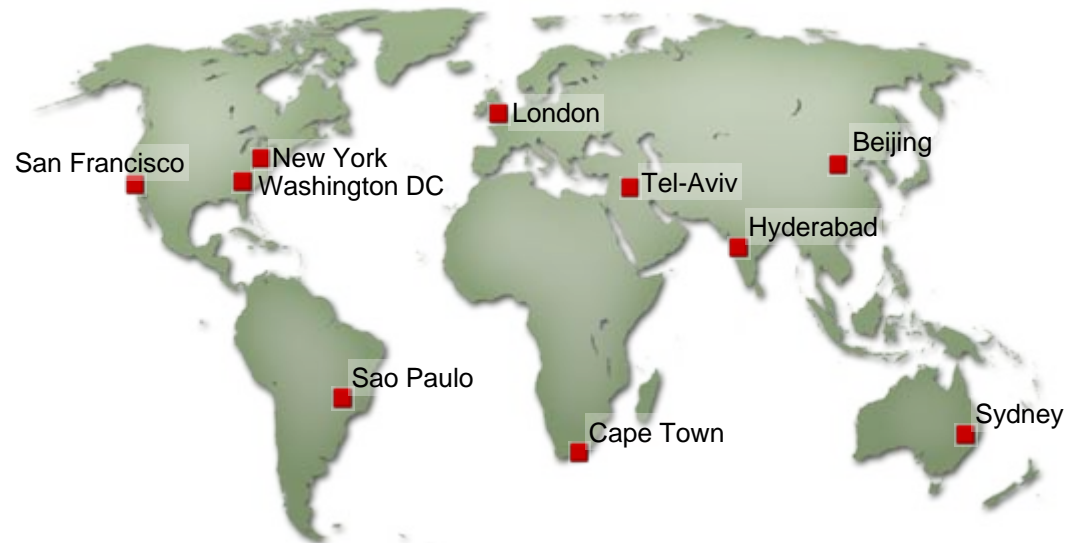 London
Beijing
San Francisco
New York
Washington DC
Tel-Aviv
Hyderabad
Sao Paulo
Cape Town
Sydney